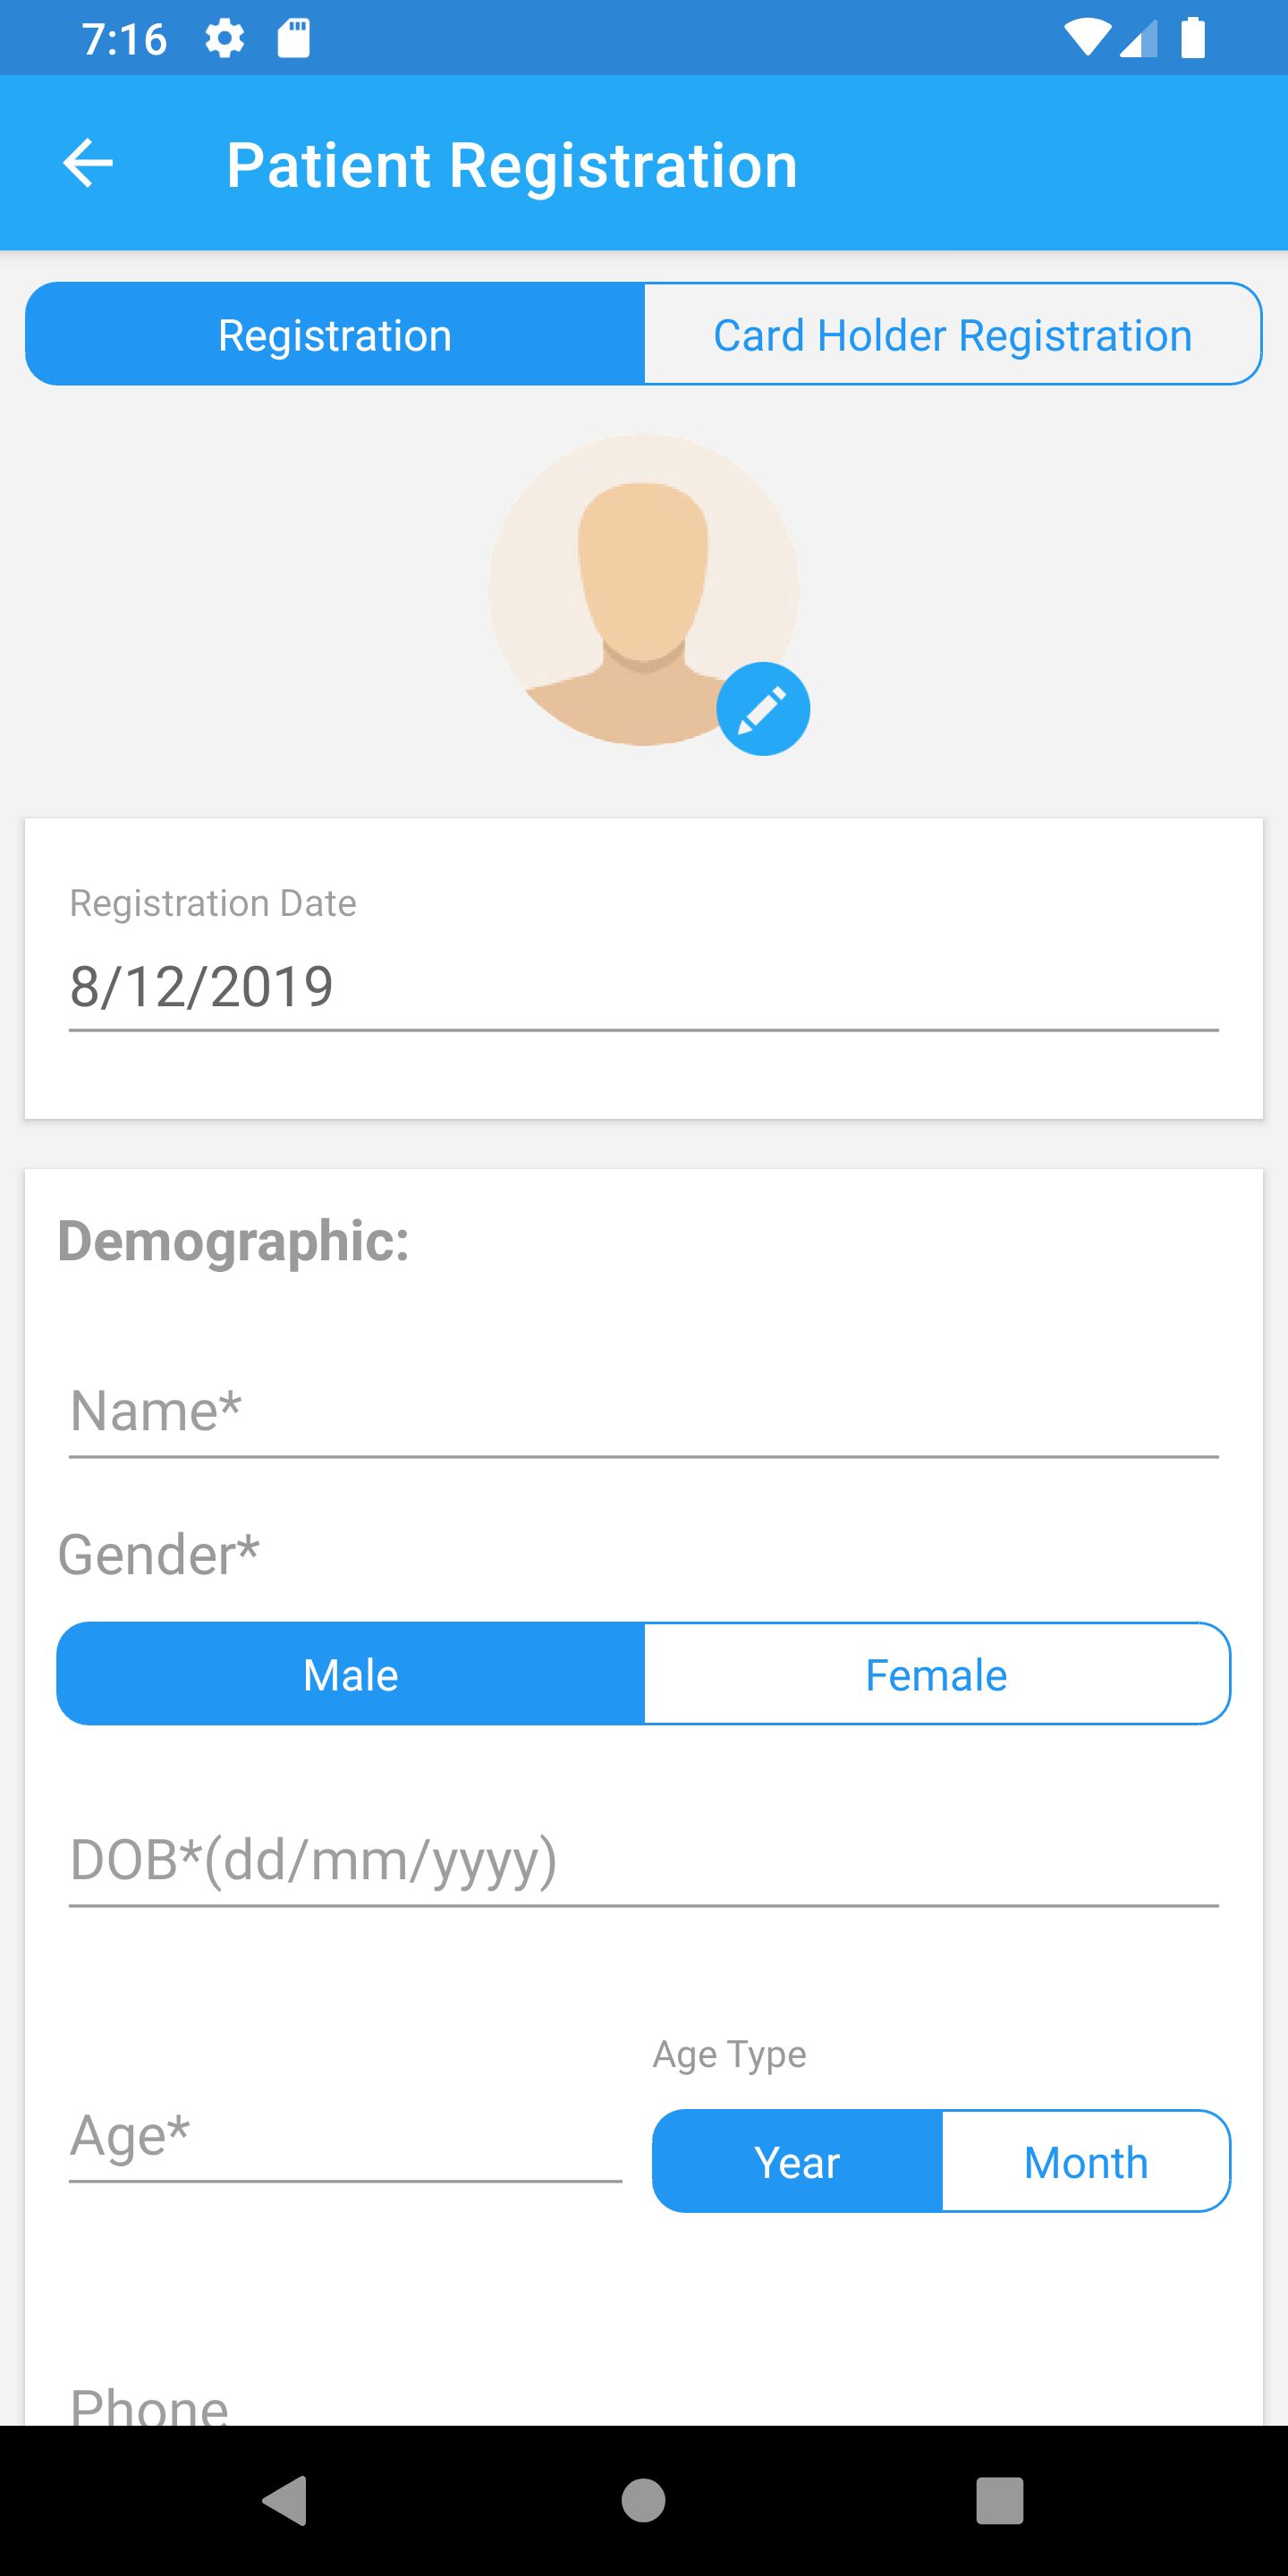 7:16
Patient Registration
Registration
Card Holder Registration
Registration Date
8/12/2019
Demographic:
Name*
Gender*
Male
Female
DOB*(dd/mm/yyyy)
Age Type
Age*
Year
Month
Phone